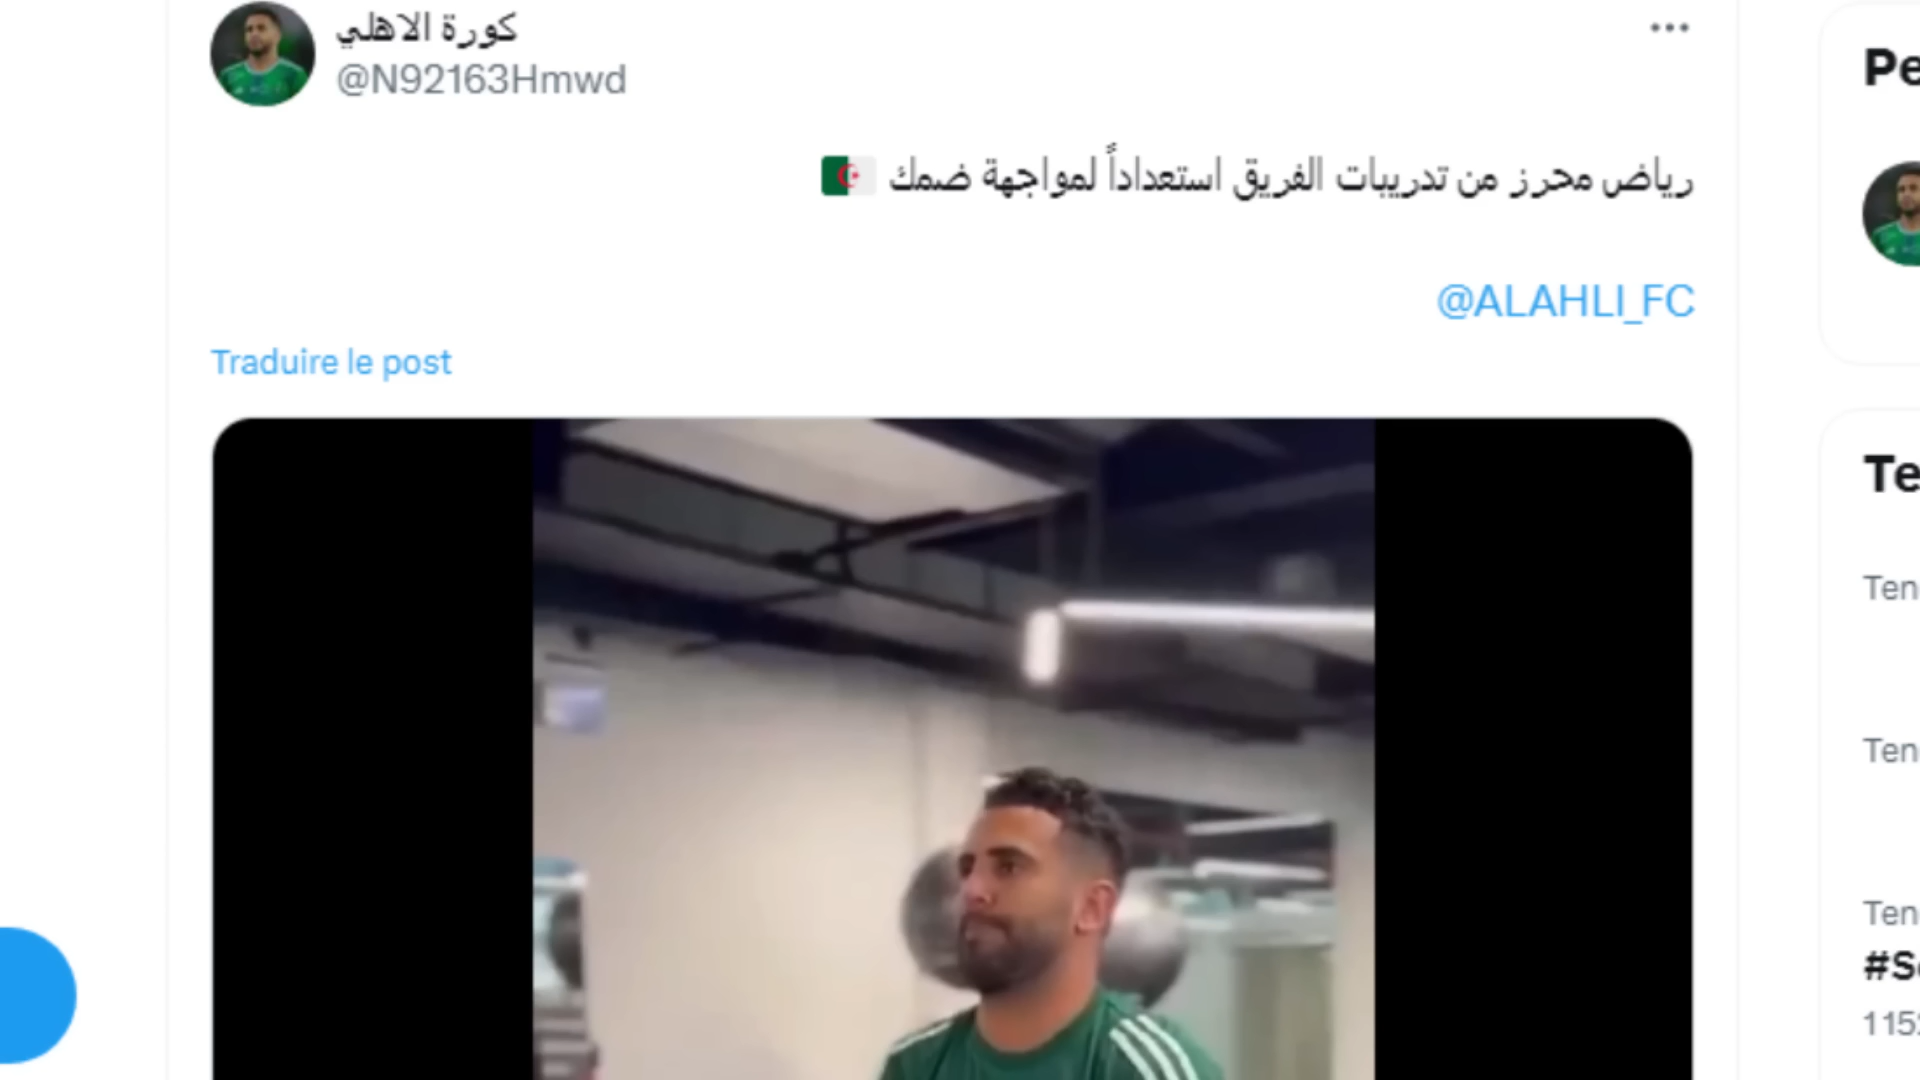 كورة الاهلي
@N92163Hmwd
رياض محرز من تدريبات الفريق استعداداً لمواجهة ضمك 🇩🇿
@ALAHLI_FC
Traduire le post
Pe
Te
Ten
Ten
Ten
#S
115